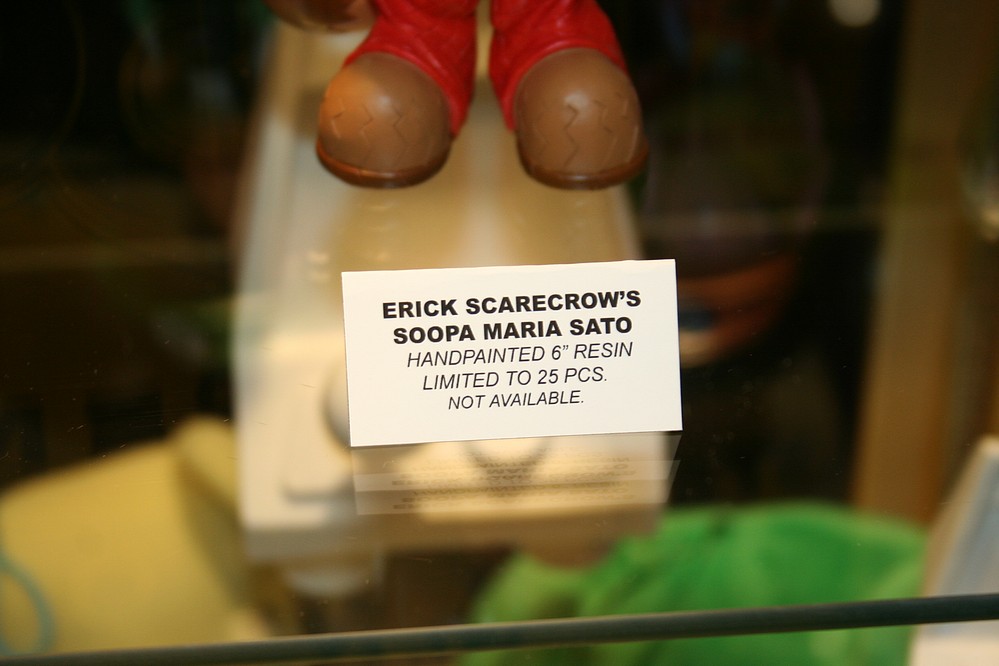 ERICK SCARECROW'S
SOOPA MARIA SATO
HANDPAINTED 6” RESIN
LIMITED TO 25 PCS.
NOT AVAILABLE.